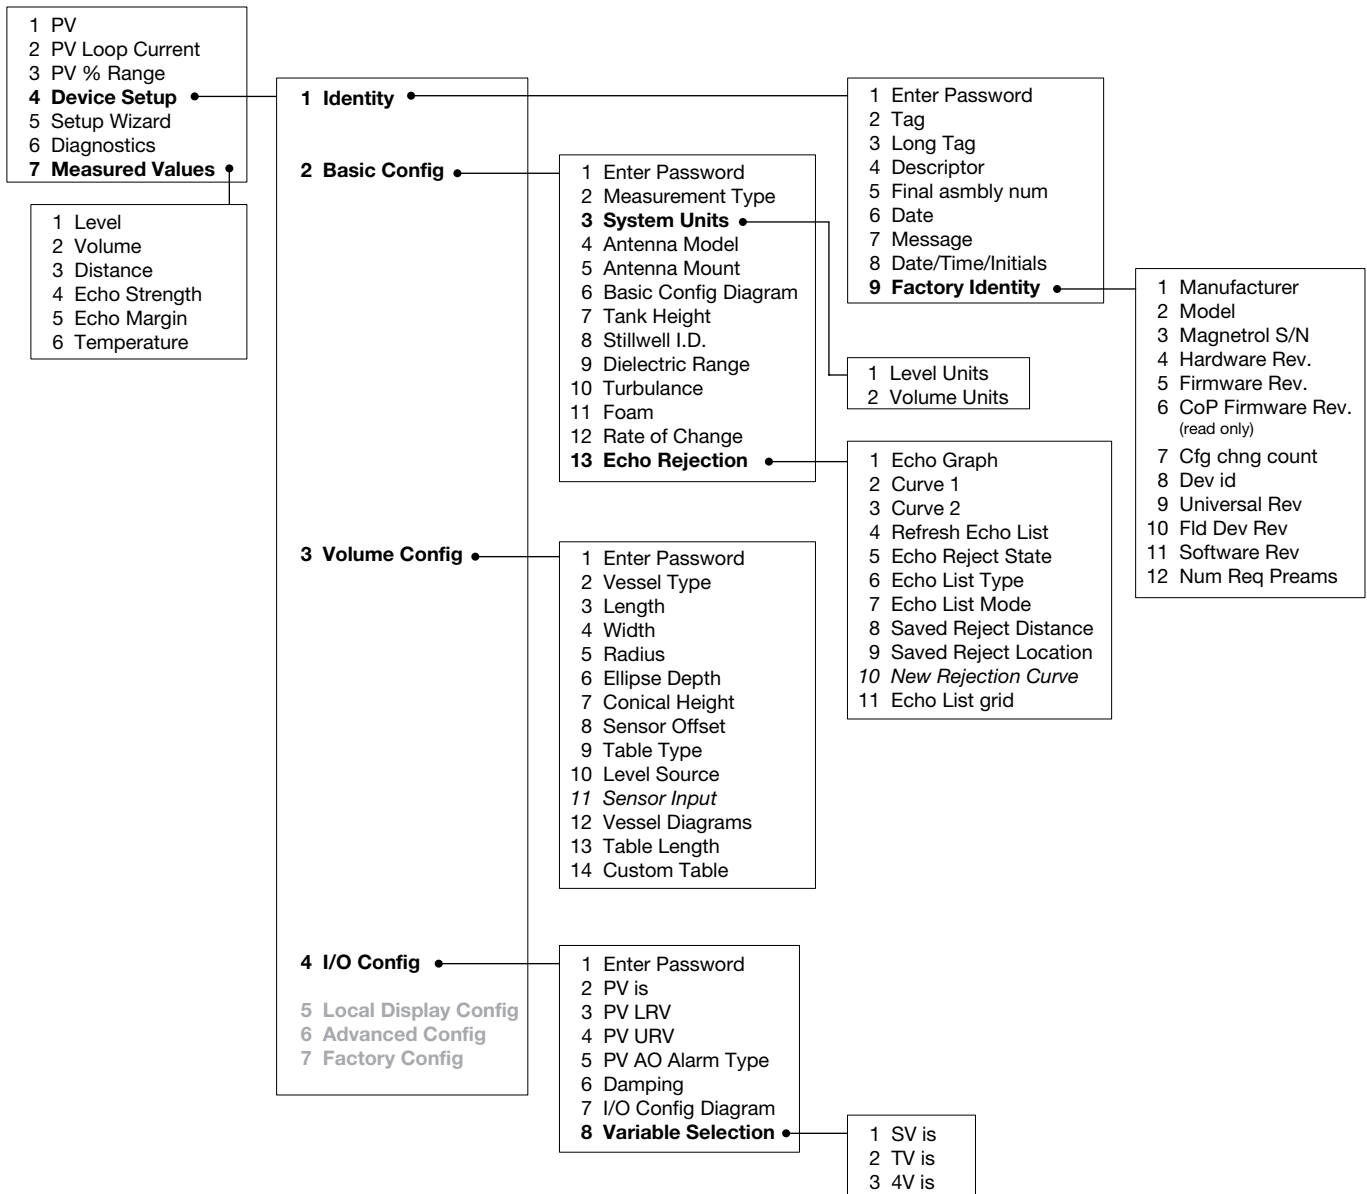 1 PV
2 PV Loop Current
3 PV % Range
4 Device Setup
5 Setup Wizard
6 Diagnostics
7 Measured Values
1 Level
2 Volume
3 Distance
4 Echo Strength
5 Echo Margin
6 Temperature
1 Identity
2 Basic Config
3 Volume Config
4 I/O Config
5 Local Display Config
6 Advanced Config
7 Factory Config
1 Enter Password
2 Tag
3 Long Tag
4 Descriptor
5 Final asmbly num
6 Date
7 Message
8 Date/Time/Initials
9 Factory Identity
1 Manufacturer
2 Model
3 Magnetrol S/N
4 Hardware Rev.
5 Firmware Rev.
6 CoP Firmware Rev.
(read only)
7 Cfg chng count
8 Dev id
9 Universal Rev
10 Fld Dev Rev
11 Software Rev
12 Num Req Preams
1 Enter Password
2 Measurement Type
3 System Units
4 Antenna Model
5 Antenna Mount
6 Basic Config Diagram
7 Tank Height
8 Stillwell I.D.
9 Dielectric Range
10 Turbulance
11 Foam
12 Rate of Change
13 Echo Rejection
1 Level Units
2 Volume Units
1 Echo Graph
2 Curve 1
3 Curve 2
4 Refresh Echo List
5 Echo Reject State
6 Echo List Type
7 Echo List Mode
8 Saved Reject Distance
9 Saved Reject Location
10 New Rejection Curve
11 Echo List grid
1 Enter Password
2 Vessel Type
3 Length
4 Width
5 Radius
6 Ellipse Depth
7 Conical Height
8 Sensor Offset
9 Table Type
10 Level Source
11 Sensor Input
12 Vessel Diagrams
13 Table Length
14 Custom Table
1 Enter Password
2 PV is
3 PV LRV
4 PV URV
5 PV AO Alarm Type
6 Damping
7 I/O Config Diagram
8 Variable Selection
1 SV is
2 TV is
3 4V is